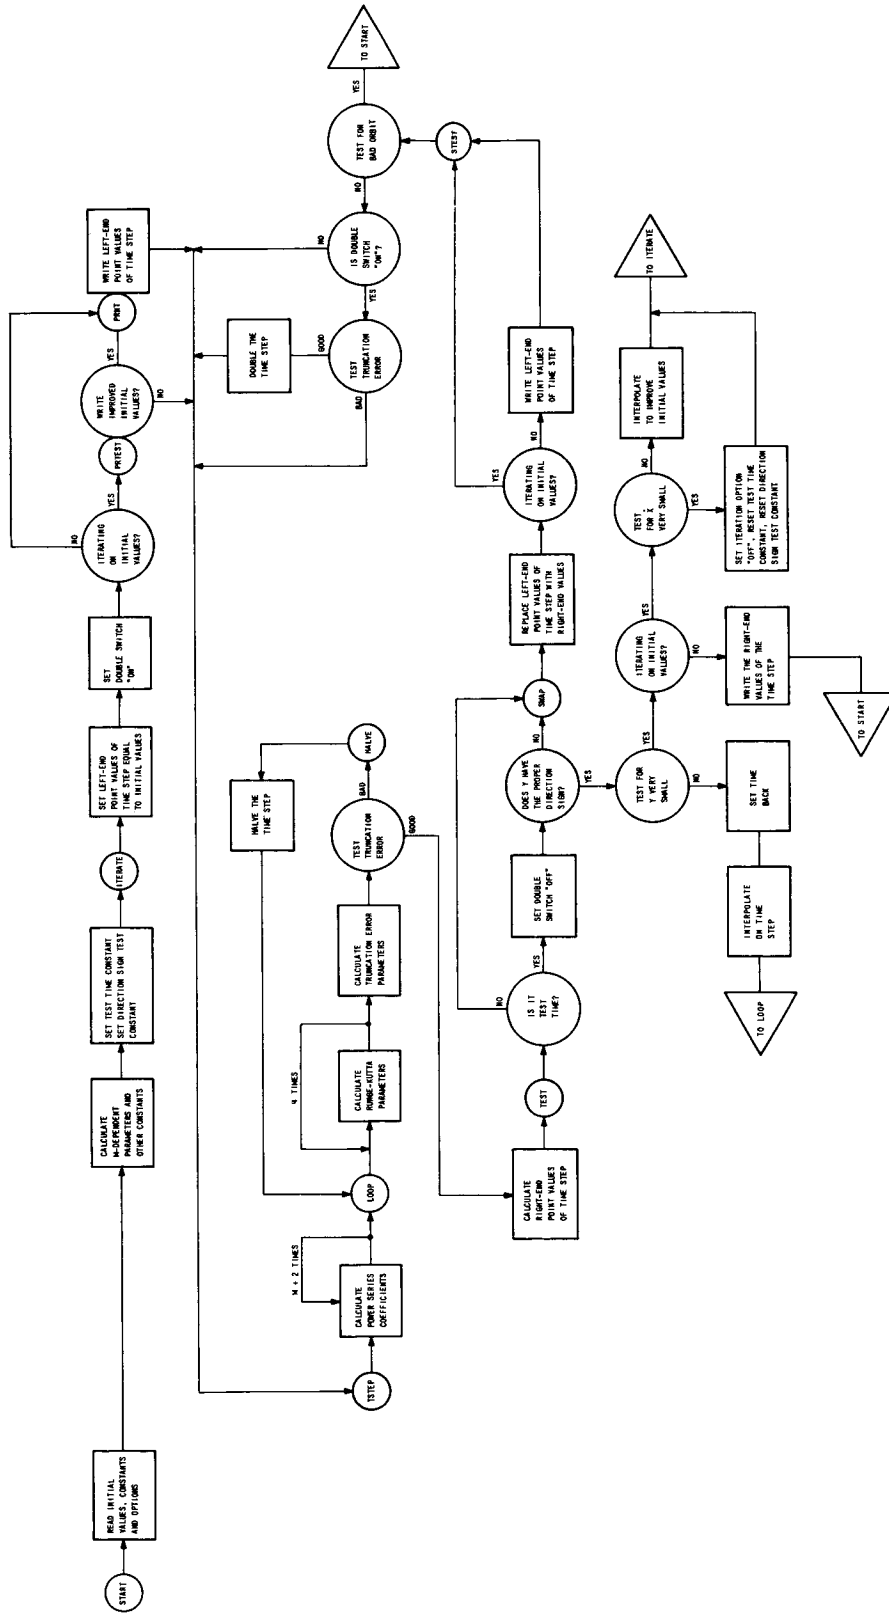 START
READ INITIAL
VALUES, CONSTANTS
AND OPTIONS
CALCULATE
M-DEPENDENT
PARAMETERS AND
OTHER CONSTANTS
SET TEST TIME CONSTANT
SET DIRECTION SIGN TEST
CONSTANT
ITERATE
SET LEFT-END
POINT VALUES OF
TIME STEP EQUAL
TO INITIAL VALUES
SET
DOUBLE SWITCH
"ON"
ITERATING
ON
INITIAL
VALUES?
NO
YES
PRTEST
WRITE
IMPROVED
INITIAL
VALUES?
NO
YES
PRNT
WRITE LEFT-END
POINT VALUES
OF TIME STEP
TSTEP
CALCULATE
POWER SERIES
COEFFICIENTS
M + 2 TIMES
LOOP
CALCULATE
RUNGE-KUTTA
PARAMETERS
4 TIMES
CALCULATE
TRUNCATION ERROR
PARAMETERS
TEST
TRUNCATION
ERROR
BAD
GOOD
HALVE
HALVE THE
TIME STEP
DOUBLE THE
TIME STEP
GOOD
TEST
TRUNCATION
ERROR
BAD
YES
IS DOUBLE
SWITCH
"ON"?
NO
NO
TEST FOR
BAD ORBIT
YES
TO START
STEST
CALCULATE
RIGHT-END
POINT VALUES
OF TIME STEP
TEST
IS IT
TEST
TIME?
NO
YES
SET DOUBLE
SWITCH "OFF"
DOES Y HAVE
THE PROPER
DIRECTION
SIGN?
NO
YES
SWAP
REPLACE LEFT-END
POINT VALUES OF
TIME STEP WITH
RIGHT-END VALUES
ITERATING
ON INITIAL
VALUES?
YES
NO
WRITE LEFT-END
POINT VALUES
OF TIME STEP
TEST FOR
Y VERY
SMALL
YES
NO
SET TIME
BACK
INTERPOLATE
ON TIME
STEP
TO LOOP
ITERATING
ON INITIAL
VALUES?
YES
NO
WRITE THE RIGHT-END
VALUES OF THE
TIME STEP
TO START
TEST
FOR Ẋ
VERY SMALL
NO
YES
INTERPOLATE
TO IMPROVE
INITIAL VALUES
TO ITERATE
SET ITERATION OPTION
"OFF", RESET TEST TIME
CONSTANT, RESET DIRECTION
SIGN TEST CONSTANT